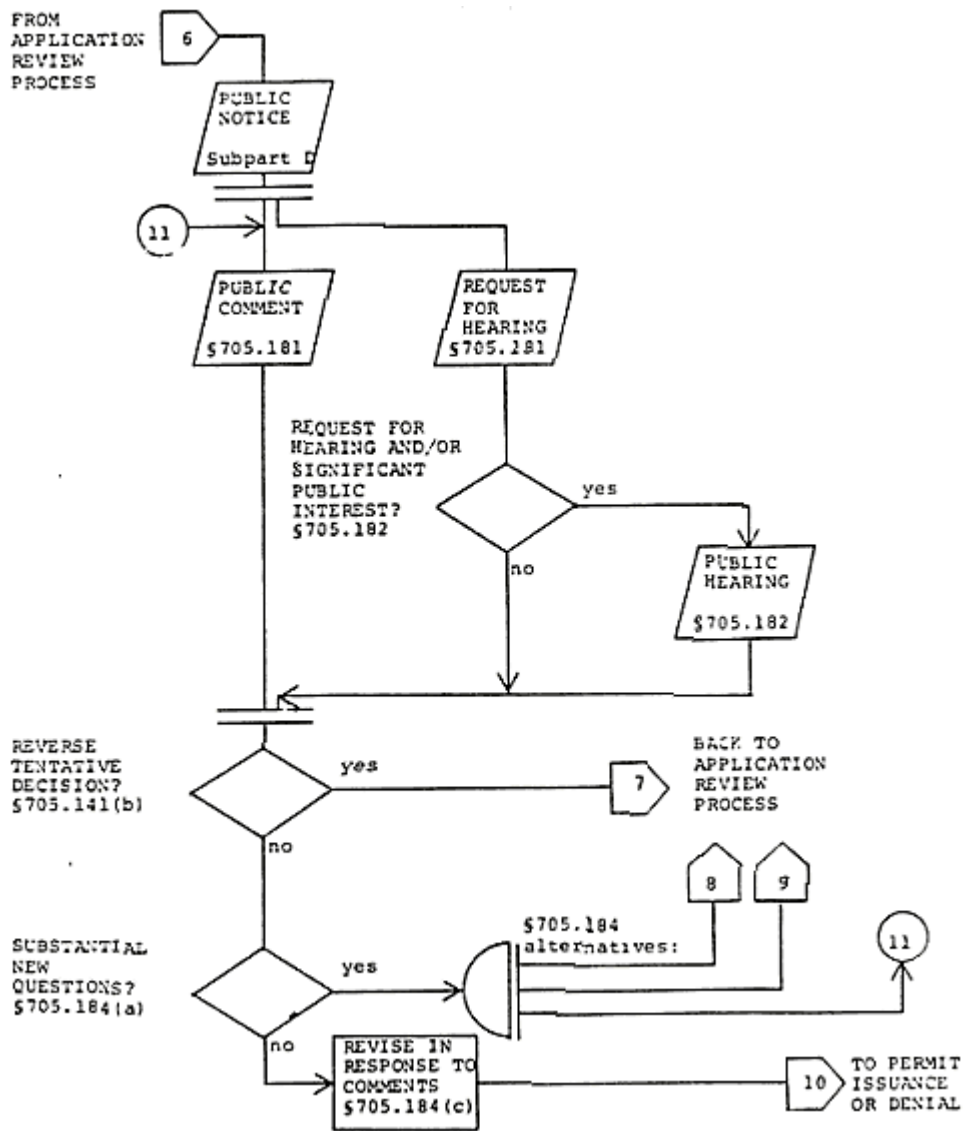 FROM
APPLICATION
REVIEW
PROCESS
6
PUBLIC
NOTICE
Subpart D
11
PUBLIC
COMMENT
§705.181
REQUEST
FOR
HEARING
§705.181
REQUEST FOR
HEARING AND/OR
SIGNIFICANT
PUBLIC
INTEREST?
§705.182
yes
no
PUBLIC
HEARING
§705.182
REVERSE
TENTATIVE
DECISION?
§705.141(b)
yes
7
BACK TO
APPLICATION
REVIEW
PROCESS
no
8
9
§705.184
alternatives:
11
SUBSTANTIAL
NEW
QUESTIONS?
§705.184(a)
yes
no
REVISE IN
RESPONSE TO
COMMENTS
§705.184(c)
10
TO PERMIT
ISSUANCE
OR DENIAL